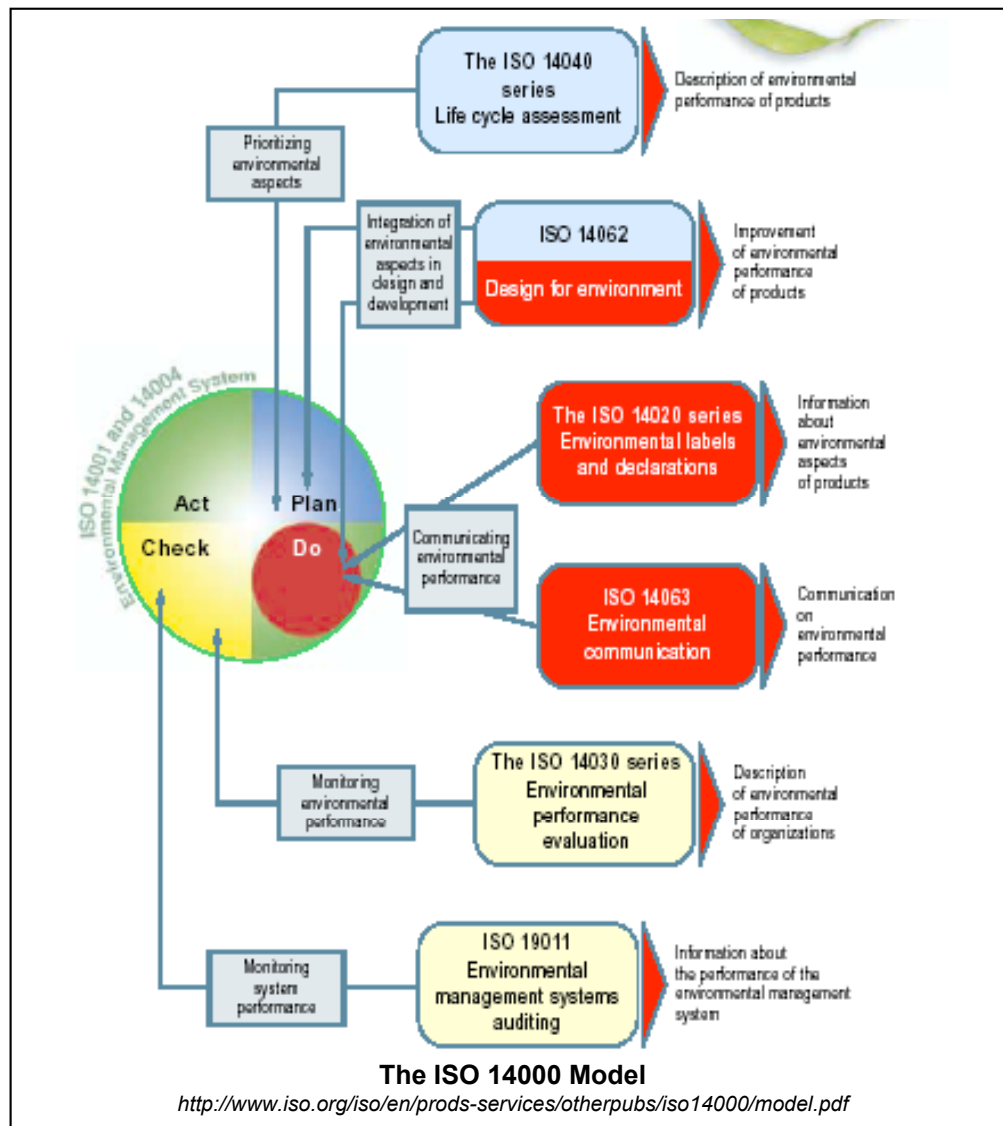 The ISO 14040
series
Life cycle assessment
Description of environmental
performance of products
Prioritizing
environmental
aspects
Integration of
environmental
aspects in
design and
development
ISO 14062
Design for environment
Improvement
of environmental
performance
of products
ISO 14001 and 14004
Environmental Management System
Act
Plan
Check
Do
The ISO 14020 series
Environmental labels
and declarations
Information
about
environmental
aspects
of products
Communicating
environmental
performance
ISO 14063
Environmental
communication
Communication
on
environmental
performance
Monitoring
environmental
performance
The ISO 14030 series
Environmental
performance
evaluation
Description
of environmental
performance
of organizations
Monitoring
system
performance
ISO 19011
Environmental
management systems
auditing
Information about
the performance of the
environmental management
system
The ISO 14000 Model
http://www.iso.org/iso/en/prods-services/otherpubs/iso14000/model.pdf